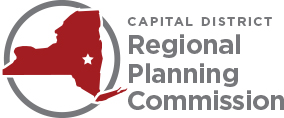 CAPITAL DISTRICT
Regional
Planning
Commission